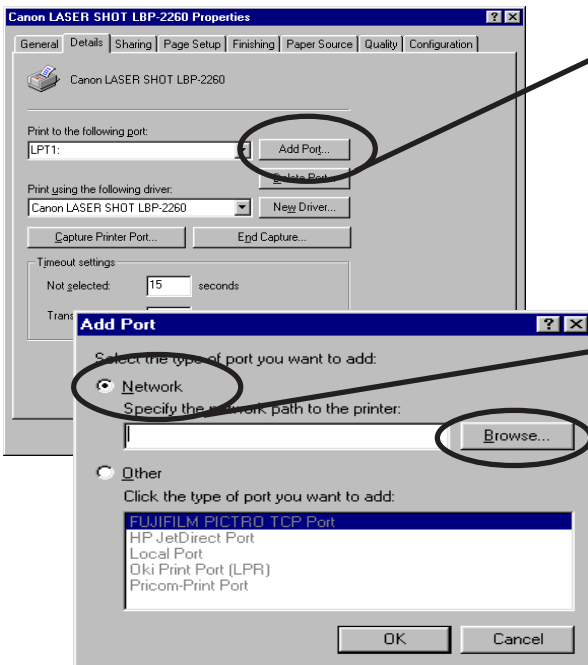 Canon LASER SHOT LBP-2260 Properties
General Details Sharing Page Setup Finishing Paper Source Quality Configuration
Canon LASER SHOT LBP-2260
Print to the following port:
LPT1:
Add Port...
Delete Port...
Print using the following driver:
Canon LASER SHOT LBP-2260
New Driver...
Capture Printer Port...
End Capture...
Timeout settings
Not selected:
15
seconds
Add Port
Select the type of port you want to add:
Network
Specify the network path to the printer:
Browse...
Other
Click the type of port you want to add:
FUJIFILM PICTRO TCP Port
HP JetDirect Port
Local Port
Oki Print Port (LPR)
Pricom-Print Port
OK
Cancel